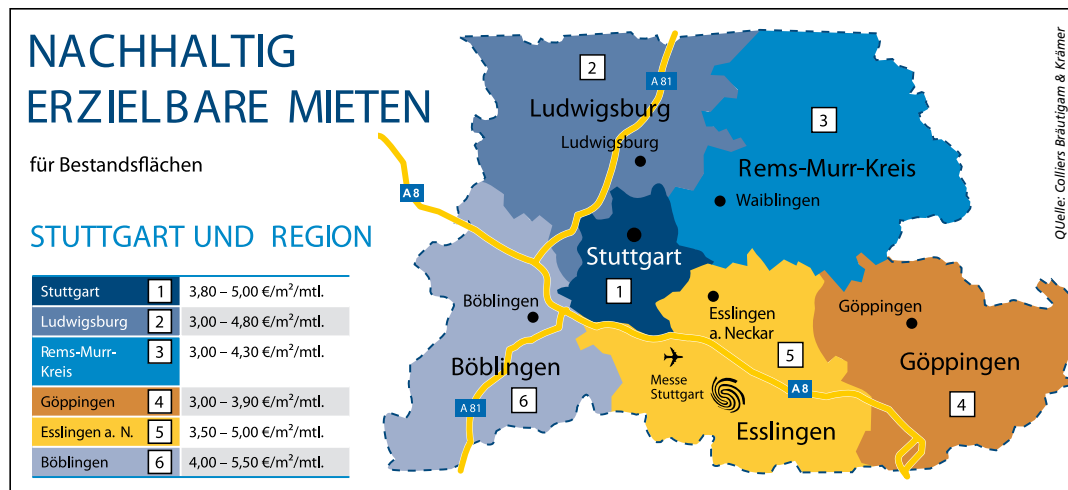 NACHHALTIG
ERZIELBARE MIETEN
für Bestandsflächen
STUTTGART UND REGION
Stuttgart 1 3,80 – 5,00 €/m²/mtl.
Ludwigsburg 2 3,00 – 4,80 €/m²/mtl.
Rems-Murr-
Kreis 3 3,00 – 4,30 €/m²/mtl.
Göppingen 4 3,00 – 3,90 €/m²/mtl.
Esslingen a. N. 5 3,50 – 5,00 €/m²/mtl.
Böblingen 6 4,00 – 5,50 €/m²/mtl.
2
A 81
Ludwigsburg
Ludwigsburg
3
Rems-Murr-Kreis
Waiblingen
A 8
Stuttgart
1
Böblingen
Böblingen
6
A 81
Esslingen
a. Neckar
5
Messe
Stuttgart
A 8
Esslingen
Göppingen
Göppingen
4
QUelle: Colliers Bräutigam & Krämer